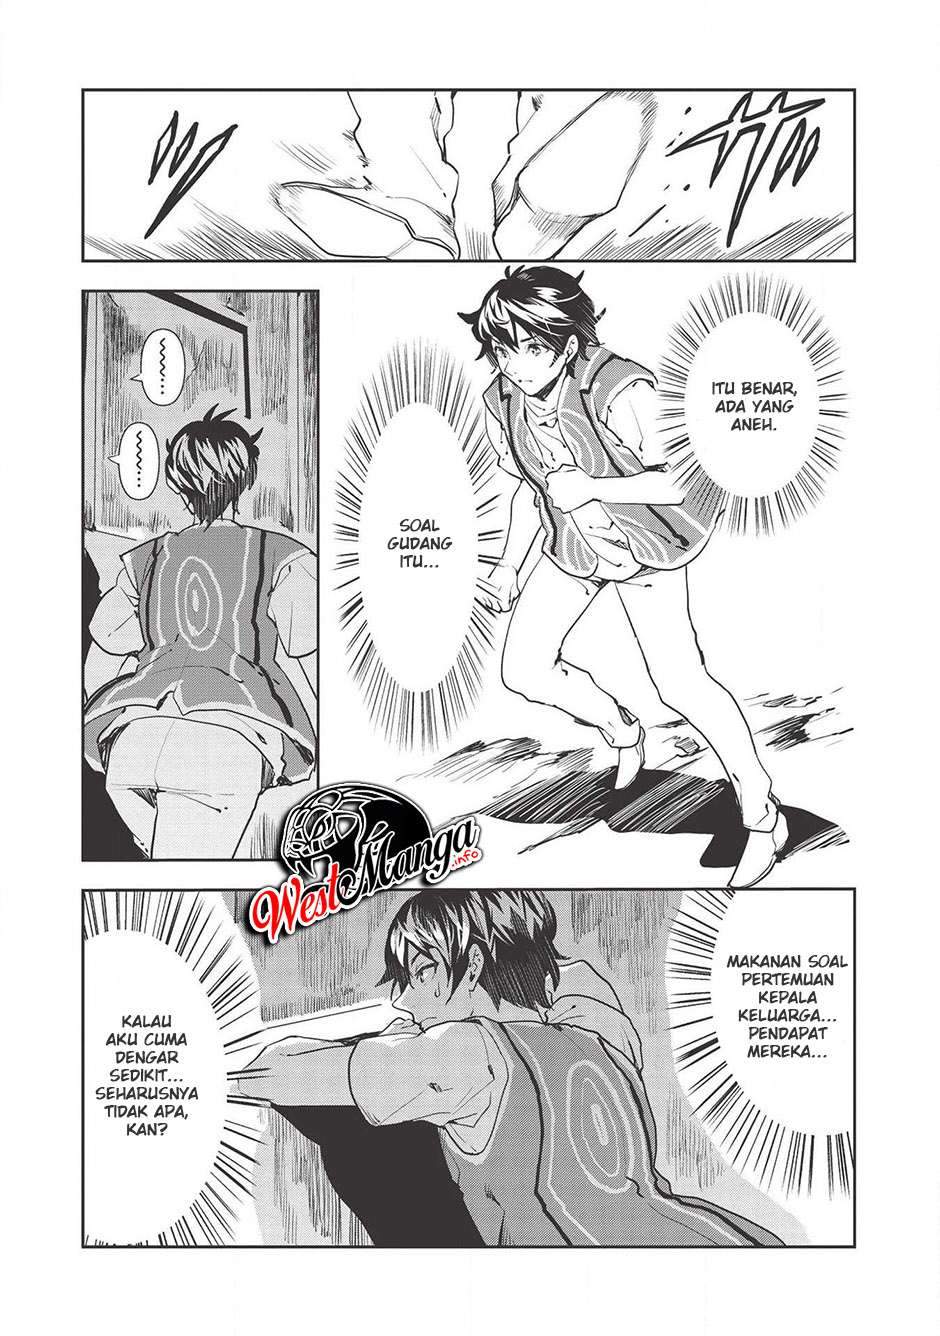 ITU BENAR,
ADA YANG
ANEH.
SOAL
GUDANG
ITU...
WestManga
.info
MAKANAN SOAL
PERTEMUAN
KEPALA
KELUARGA...
PENDAPAT
MEREKA...
KALAU
AKU CUMA
DENGAR
SEDIKIT...
SEHARUSNYA
TIDAK APA,
KAN?